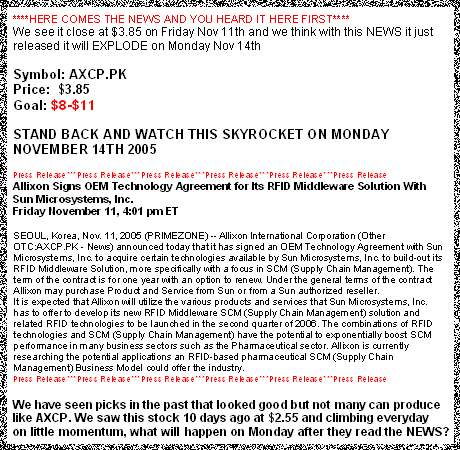 ****HERE COMES THE NEWS AND YOU HEARD IT HERE FIRST****
We see it close at $3.85 on Friday Nov 11th and we think with this NEWS it just
released it will EXPLODE on Monday Nov 14th
Symbol: AXCP.PK
Price:  $3.85
Goal: $8-$11
STAND BACK AND WATCH THIS SKYROCKET ON MONDAY
NOVEMBER 14TH 2005
Press Release***Press Release***Press Release***Press Release***Press Release***Press Release
Allixon Signs OEM Technology Agreement for Its RFID Middleware Solution With
Sun Microsystems, Inc.
Friday November 11, 4:01 pm ET
SEOUL, Korea, Nov. 11, 2005 (PRIMEZONE) -- Allixon International Corporation (Other
OTC:AXCP.PK - News) announced today that it has signed an OEM Technology Agreement with Sun
Microsystems, Inc. to acquire certain technologies available by Sun Microsystems, Inc. to build-out its
RFID Middleware Solution, more specifically with a focus in SCM (Supply Chain Management). The
term of the contract is for one year with an option to renew. Under the general terms of the contract
Allixon may purchase Product and Service from Sun or from a Sun authorized reseller.
It is expected that Allixon will utilize the various products and services that Sun Microsystems, Inc.
has to offer to develop its new RFID Middleware SCM (Supply Chain Management) solution and
related RFID technologies to be launched in the second quarter of 2006. The combinations of RFID
technologies and SCM (Supply Chain Management) have the potential to exponentially boost SCM
performance in many business sectors such as the Pharmaceutical sector. Allixon is currently
researching the potential applications an RFID-based pharmaceutical SCM (Supply Chain
Management) Business Model could offer the industry.
Press Release***Press Release***Press Release***Press Release***Press Release***Press Release
We have seen picks in the past that looked good but not many can produce
like AXCP. We saw this stock 10 days ago at $2.55 and climbing everyday
on little momentum, what will happen on Monday after they read the NEWS?